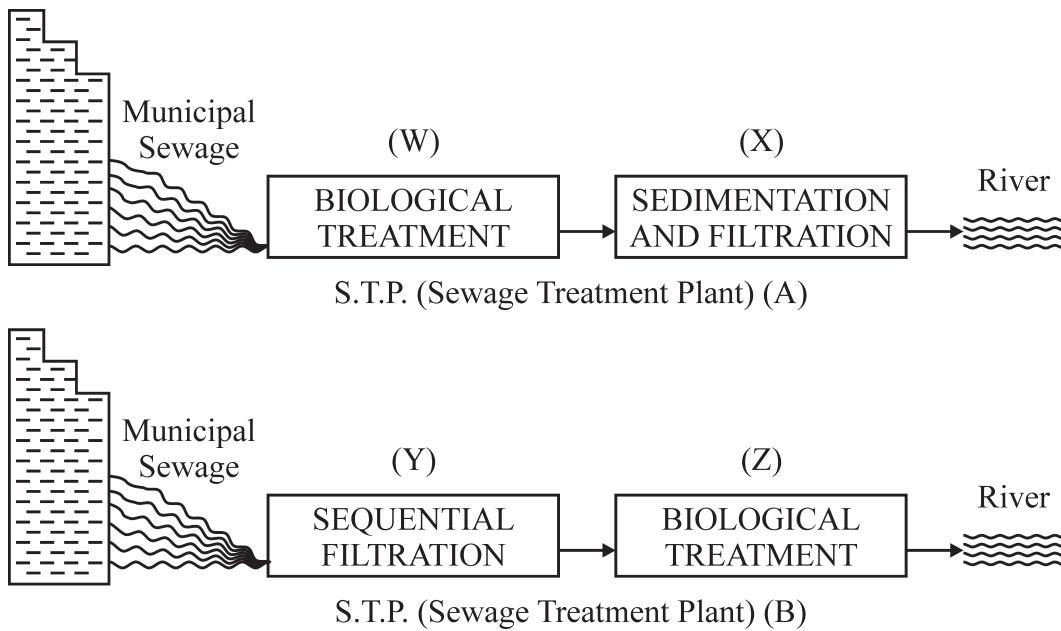 Municipal
Sewage
(W)
(X)
BIOLOGICAL
TREATMENT
SEDIMENTATION
AND FILTRATION
River
S.T.P. (Sewage Treatment Plant) (A)
Municipal
Sewage
(Y)
(Z)
SEQUENTIAL
FILTRATION
BIOLOGICAL
TREATMENT
River
S.T.P. (Sewage Treatment Plant) (B)